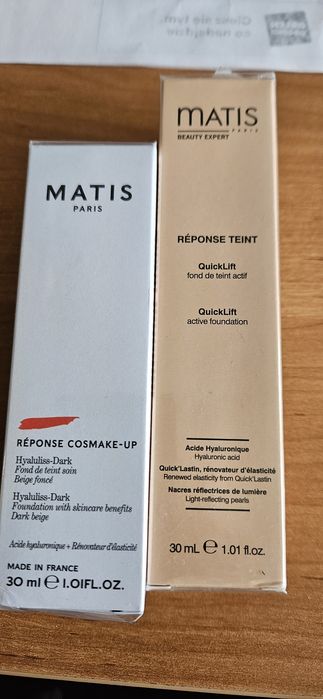 MATIS
PARIS
RÉPONSE COSMAKE-UP
Hyaluliss-Dark
Fond de teint soin
Beige foncé
Hyaluliss-Dark
Foundation with skincare benefits
Dark beige
Acide hyaluronique + Rénovateur d'élasticité
MADE IN FRANCE
30 ml e 1.01FL.OZ.
MATIS
PARIS
BEAUTY EXPERT
RÉPONSE TEINT
QuickLift
fond de teint actif
QuickLift
active foundation
Acide Hyaluronique
Hyaluronic acid
Quick'Lastin, rénovateur d'élasticité
Renewed elasticity from Quick'Lastin
Nacres réflectrices de lumière
Light-reflecting pearls
30 mL e 1.01 fl.oz.